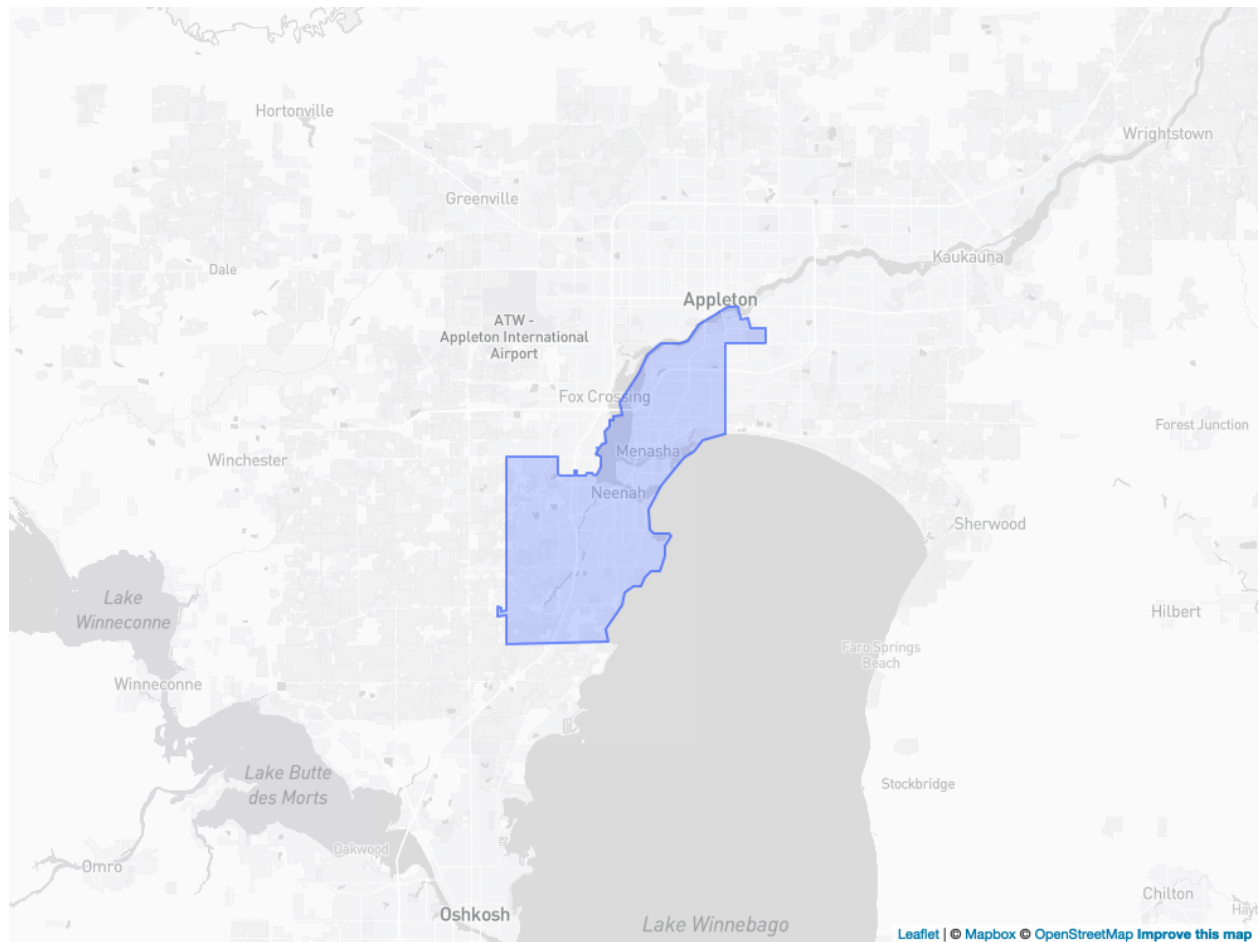 Hortonville
Wrightstown
Greenville
Kaukauna
Dale
Appleton
ATW -
Appleton International
Airport
Fox Crossing
Forest Junction
Winchester
Menasha
Neenah
Sherwood
Lake
Winneconne
Hilbert
Faro Springs
Beach
Winneconne
Lake Butte
des Morts
Stockbridge
Oakwood
Omro
Chilton
Oshkosh
Lake Winnebago
Hayt
Leaflet | © Mapbox © OpenStreetMap Improve this map